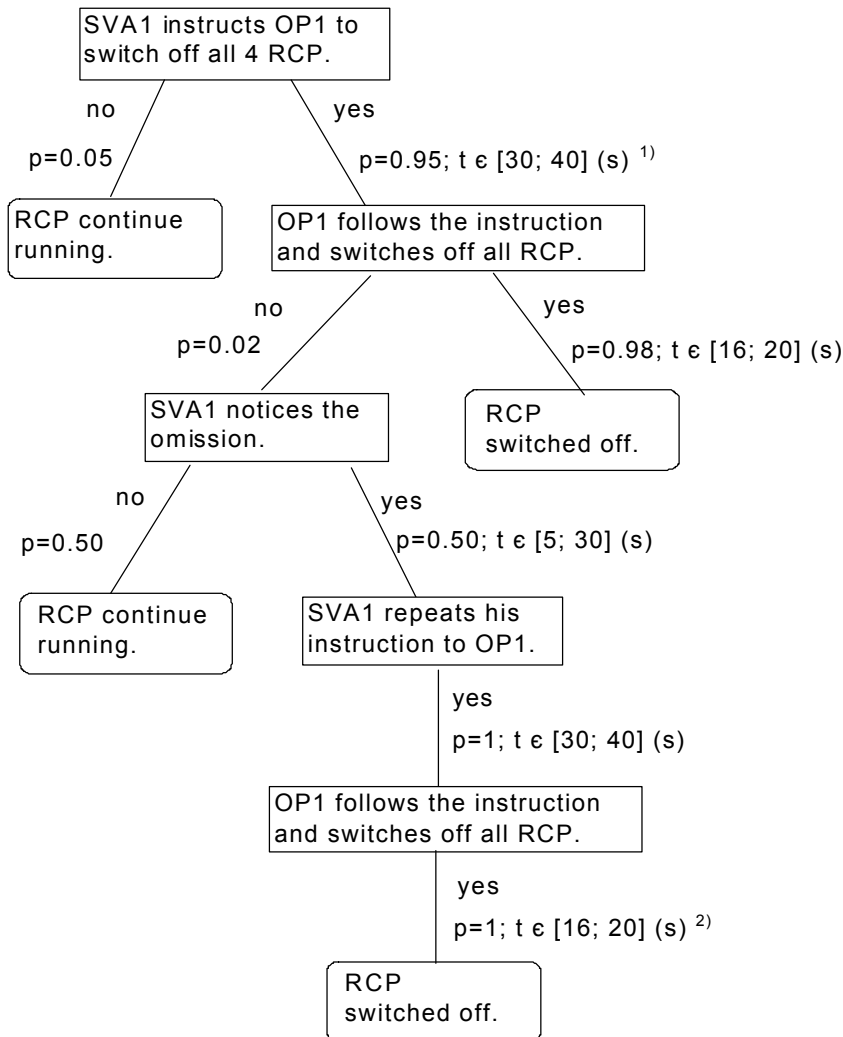 SVA1 instructs OP1 to
switch off all 4 RCP.
no
yes
p=0.05
p=0.95; t є [30; 40] (s) 1)
RCP continue
running.
OP1 follows the instruction
and switches off all RCP.
no
yes
p=0.02
p=0.98; t є [16; 20] (s)
SVA1 notices the
omission.
RCP
switched off.
no
yes
p=0.50
p=0.50; t є [5; 30] (s)
RCP continue
running.
SVA1 repeats his
instruction to OP1.
yes
p=1; t є [30; 40] (s)
OP1 follows the instruction
and switches off all RCP.
yes
p=1; t є [16; 20] (s) 2)
RCP
switched off.